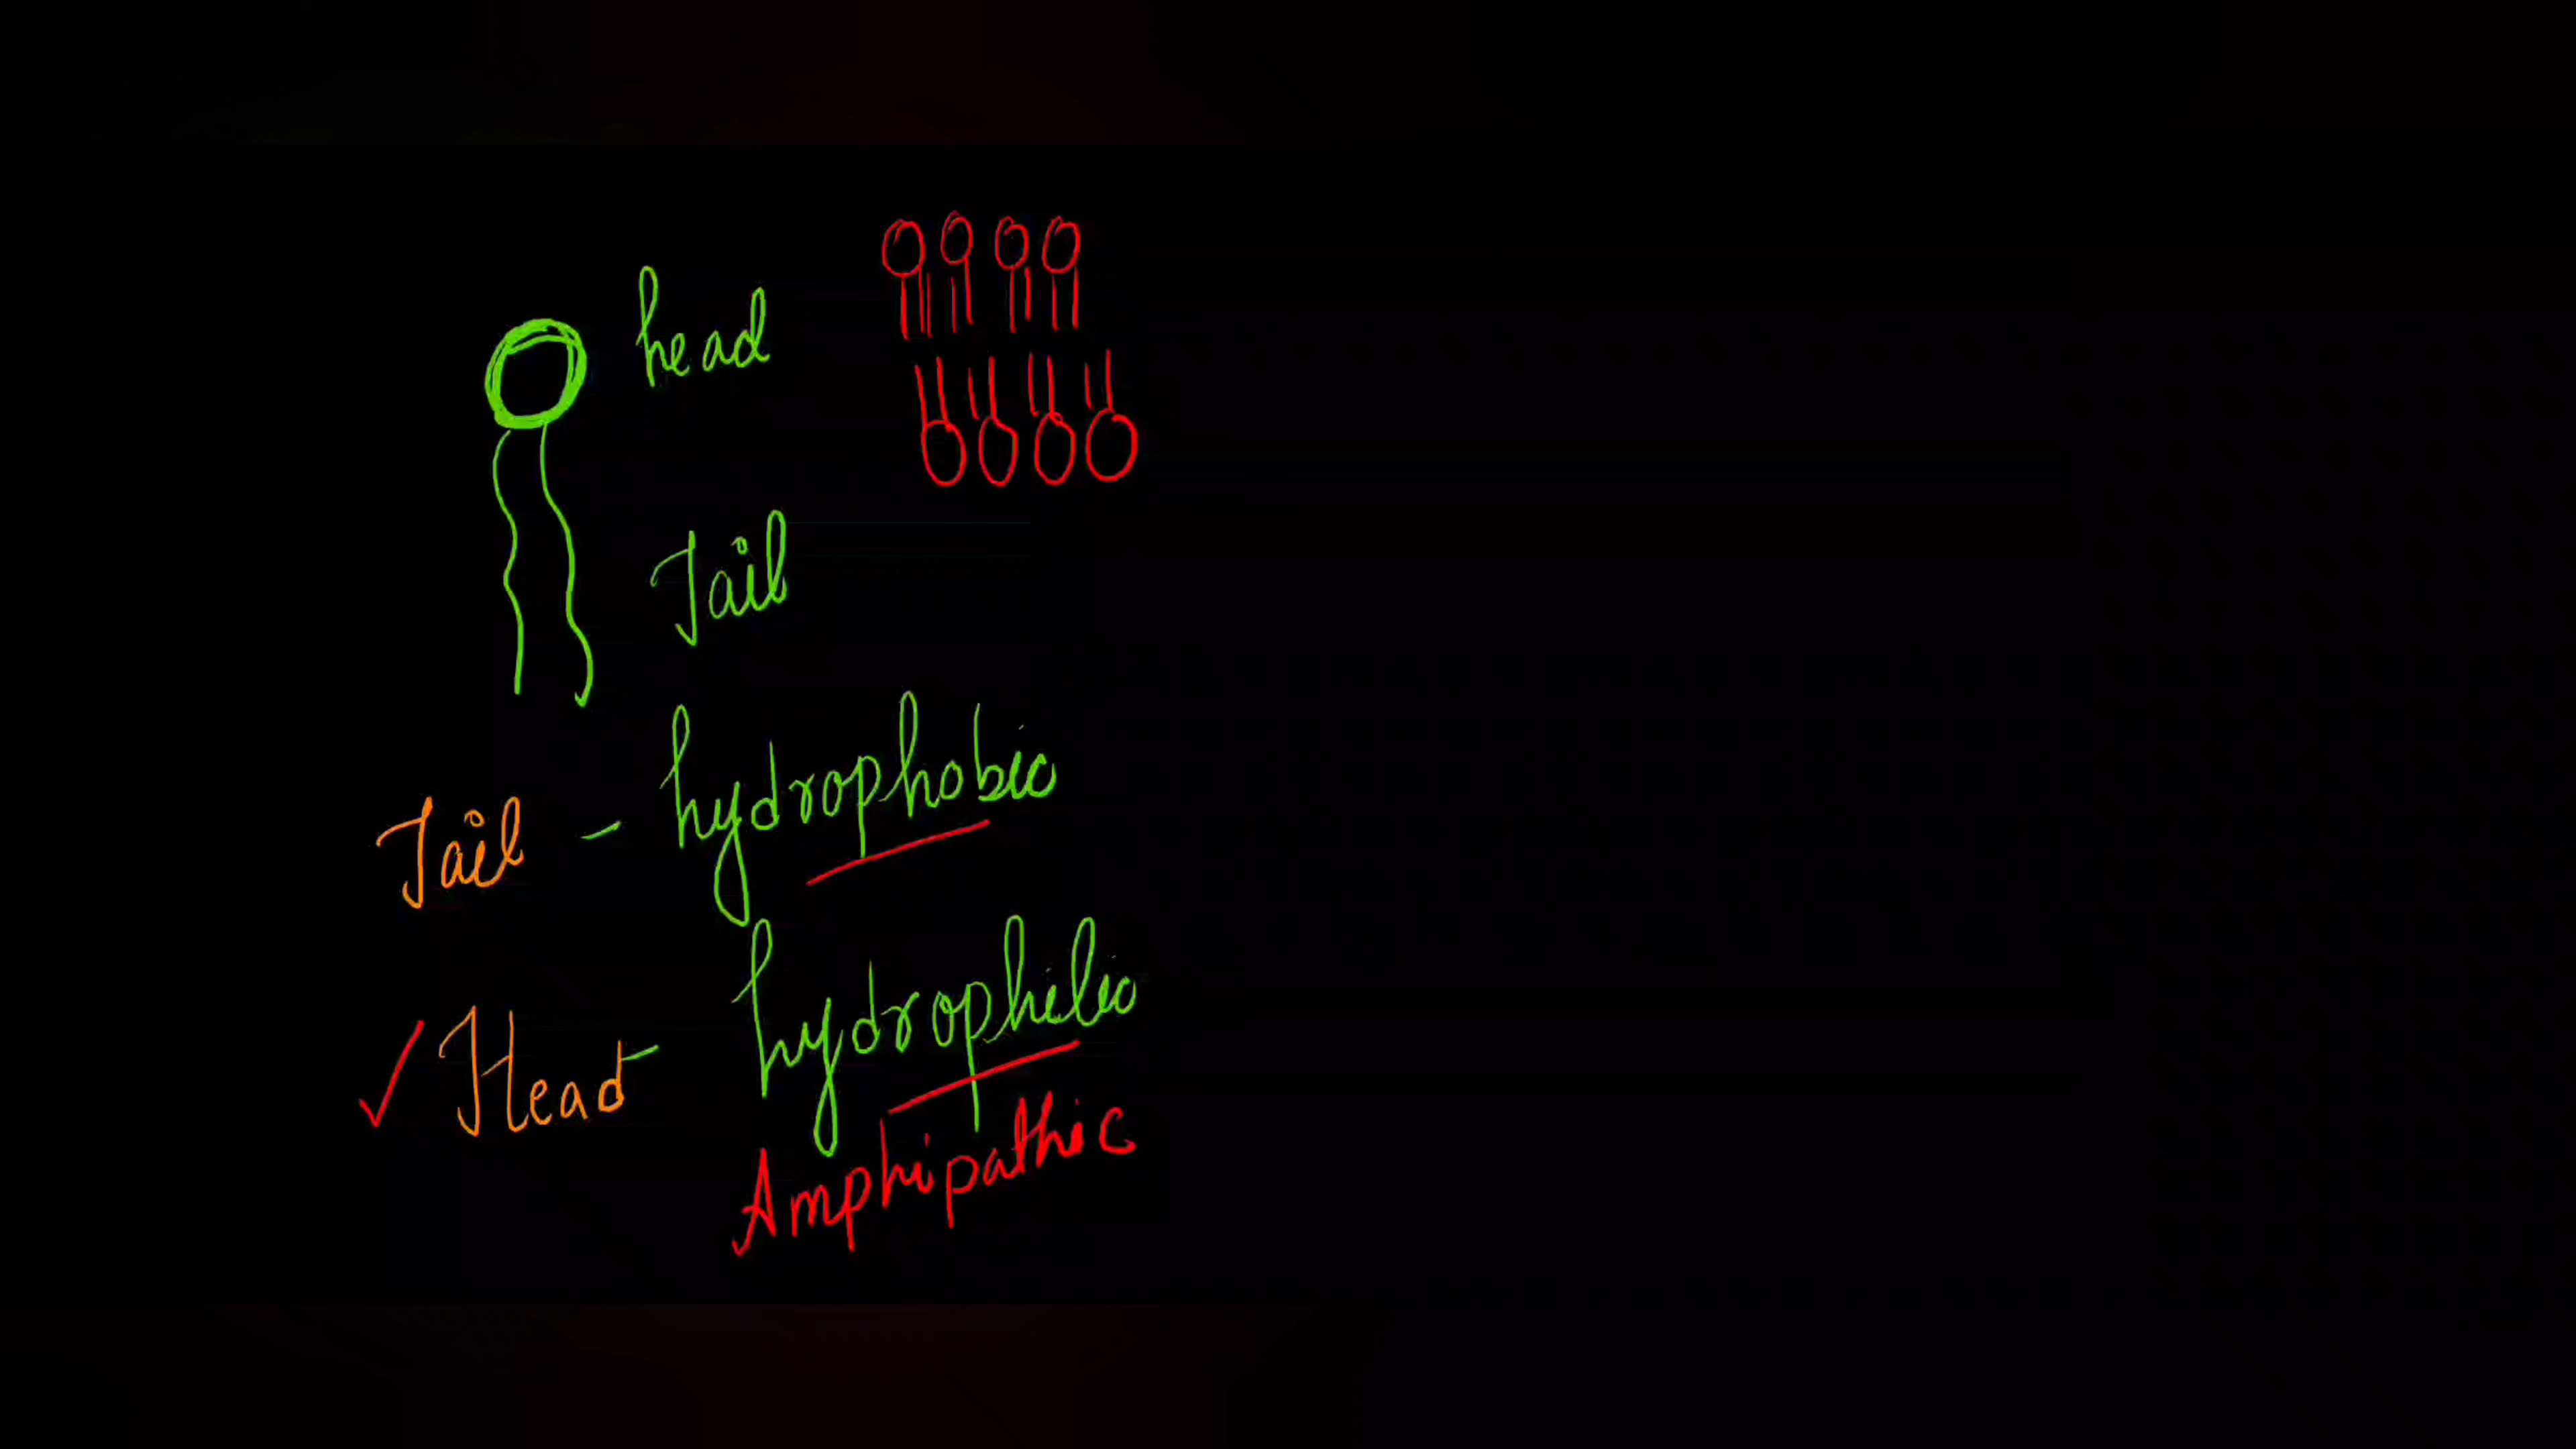 head
Tail
Tail - hydrophobic
Head - hydrophilic
Amphipathic